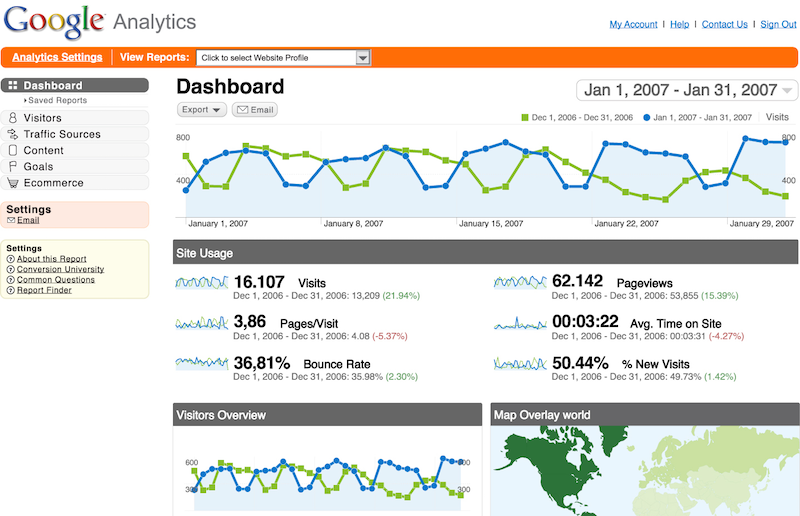 Google Analytics
My Account | Help | Contact Us | Sign Out
Analytics Settings | View Reports: Click to select Website Profile
Dashboard
Saved Reports
Visitors
Traffic Sources
Content
Goals
Ecommerce
Settings
Email
Settings
About this Report
Conversion University
Common Questions
Report Finder
Dashboard
Jan 1, 2007 - Jan 31, 2007
Export Email
Dec 1, 2006 - Dec 31, 2006 Jan 1, 2007 - Jan 31, 2007 Visits
800 800
400 400
January 1, 2007 January 8, 2007 January 15, 2007 January 22, 2007 January 29, 2007
Site Usage
16.107 Visits
Dec 1, 2006 - Dec 31, 2006: 13,209 (21.94%)
62.142 Pageviews
Dec 1, 2006 - Dec 31, 2006: 53,855 (15.39%)
3,86 Pages/Visit
Dec 1, 2006 - Dec 31, 2006: 4.08 (-5.37%)
00:03:22 Avg. Time on Site
Dec 1, 2006 - Dec 31, 2006: 00:03:31 (-4.27%)
36,81% Bounce Rate
Dec 1, 2006 - Dec 31, 2006: 35.98% (2.30%)
50.44% % New Visits
Dec 1, 2006 - Dec 31, 2006: 49.73% (1.42%)
Visitors Overview
600 600
300 300
Map Overlay world